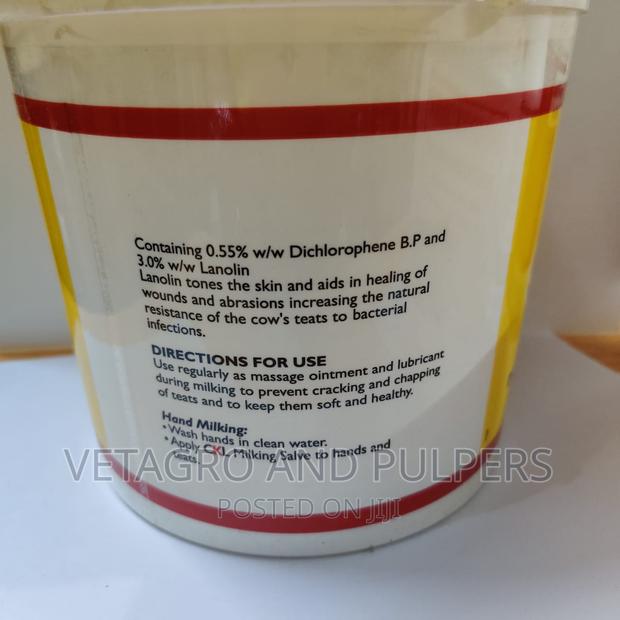 Containing 0.55% w/w Dichlorophene B.P and
3.0% w/w Lanolin
Lanolin tones the skin and aids in healing of
wounds and abrasions increasing the natural
resistance of the cow's teats to bacterial
infections.
DIRECTIONS FOR USE
Use regularly as massage ointment and lubricant
during milking to prevent cracking and chapping
of teats and to keep them soft and healthy.
Hand Milking:
•Wash hands in clean water.
•Apply CKL Milking Salve to hands and
teats.
VETAGRO AND PULPERS
POSTED ON JIJI